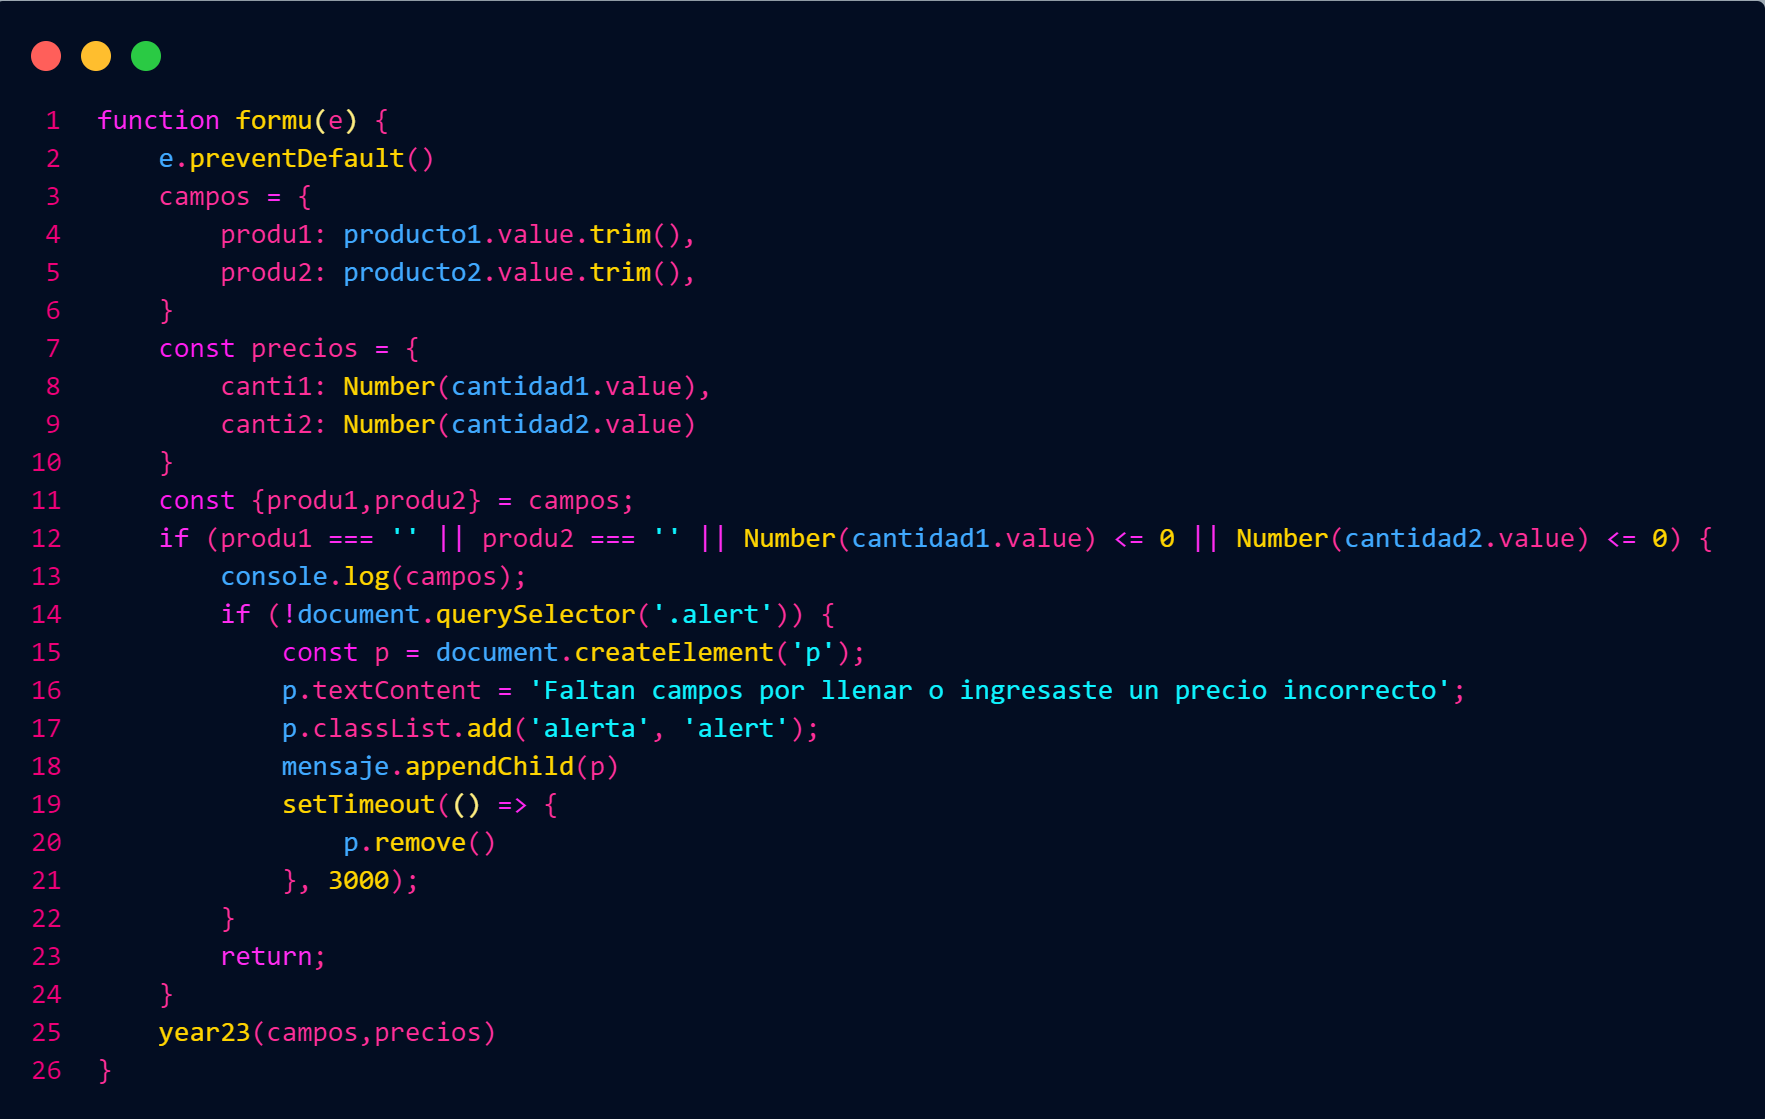 1 function formu(e) {
2     e.preventDefault()
3     campos = {
4         produ1: producto1.value.trim(),
5         produ2: producto2.value.trim(),
6     }
7     const precios = {
8         canti1: Number(cantidad1.value),
9         canti2: Number(cantidad2.value)
10     }
11     const {produ1,produ2} = campos;
12     if (produ1 === '' || produ2 === '' || Number(cantidad1.value) <= 0 || Number(cantidad2.value) <= 0) {
13         console.log(campos);
14         if (!document.querySelector('.alert')) {
15             const p = document.createElement('p');
16             p.textContent = 'Faltan campos por llenar o ingresaste un precio incorrecto';
17             p.classList.add('alerta', 'alert');
18             mensaje.appendChild(p)
19             setTimeout(() => {
20                 p.remove()
21             }, 3000);
22         }
23         return;
24     }
25     year23(campos,precios)
26 }